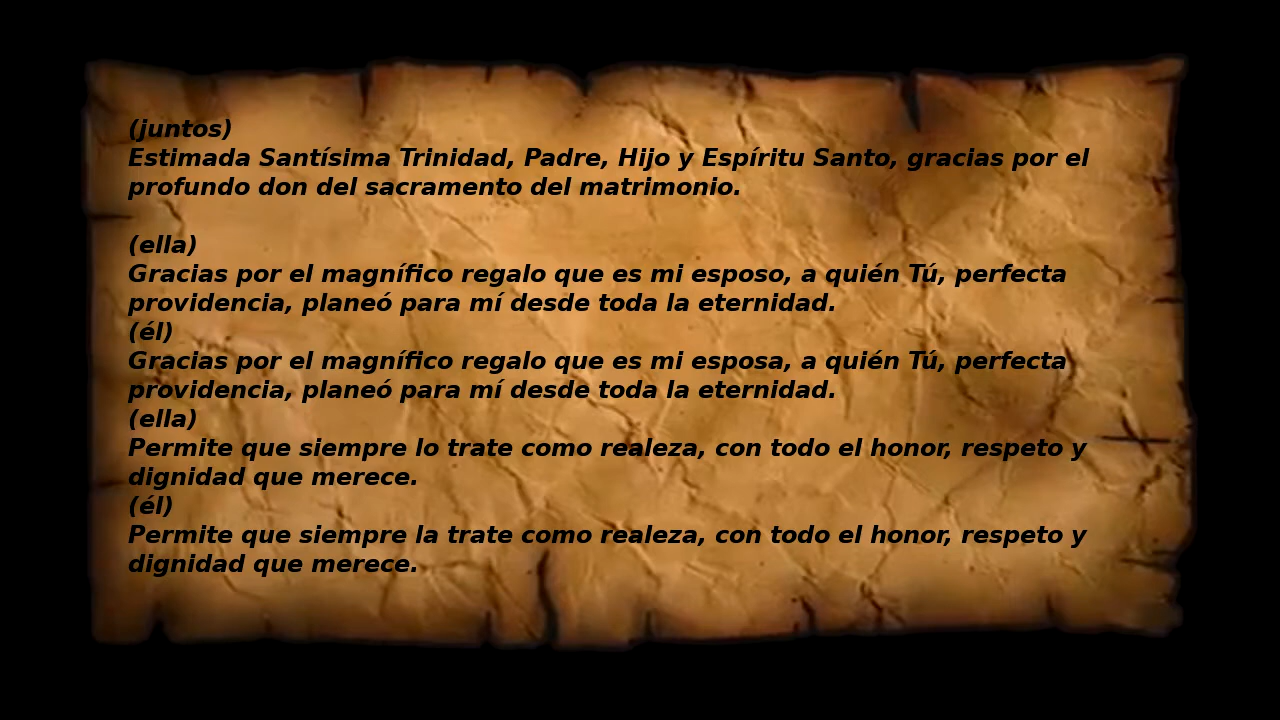 (juntos)
Estimada Santísima Trinidad, Padre, Hijo y Espíritu Santo, gracias por el
profundo don del sacramento del matrimonio.
(ella)
Gracias por el magnífico regalo que es mi esposo, a quién Tú, perfecta
providencia, planeó para mí desde toda la eternidad.
(él)
Gracias por el magnífico regalo que es mi esposa, a quién Tú, perfecta
providencia, planeó para mí desde toda la eternidad.
(ella)
Permite que siempre lo trate como realeza, con todo el honor, respeto y
dignidad que merece.
(él)
Permite que siempre la trate como realeza, con todo el honor, respeto y
dignidad que merece.